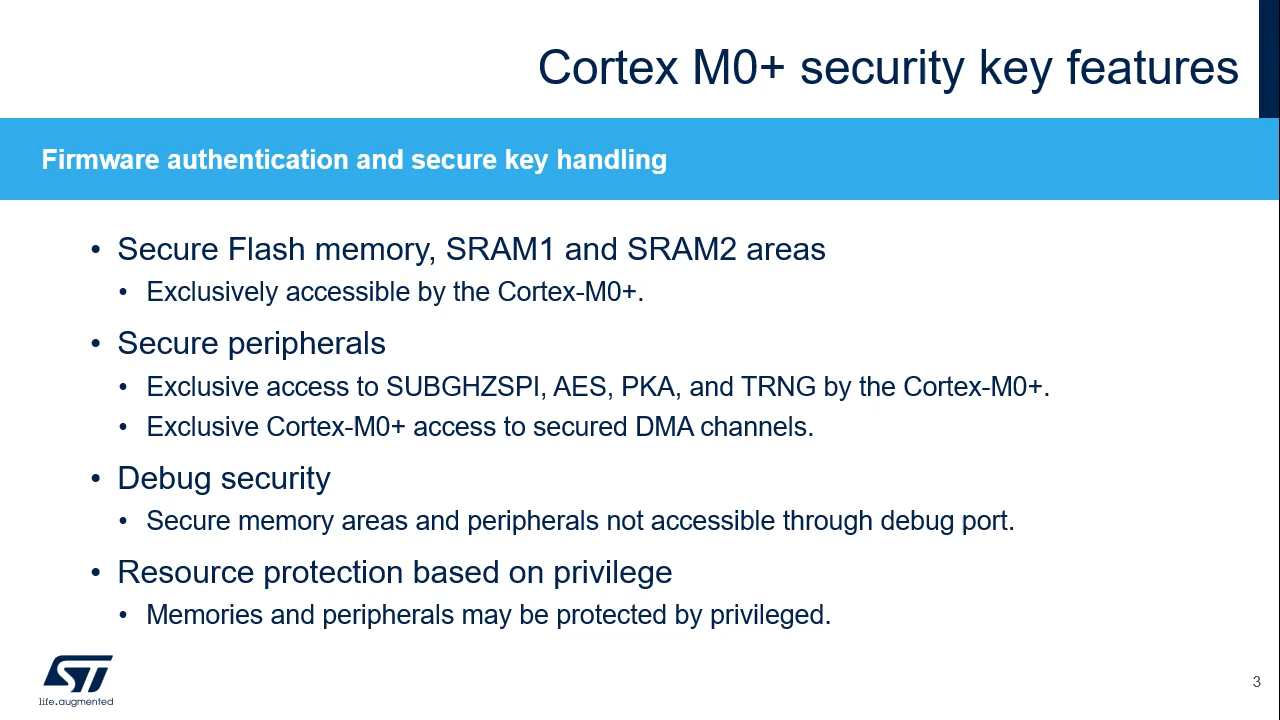 Cortex M0+ security key features
Firmware authentication and secure key handling
• Secure Flash memory, SRAM1 and SRAM2 areas
• Exclusively accessible by the Cortex-M0+.
• Secure peripherals
• Exclusive access to SUBGHZSPI, AES, PKA, and TRNG by the Cortex-M0+.
• Exclusive Cortex-M0+ access to secured DMA channels.
• Debug security
• Secure memory areas and peripherals not accessible through debug port.
• Resource protection based on privilege
• Memories and peripherals may be protected by privileged.
ST
life.augmented
3